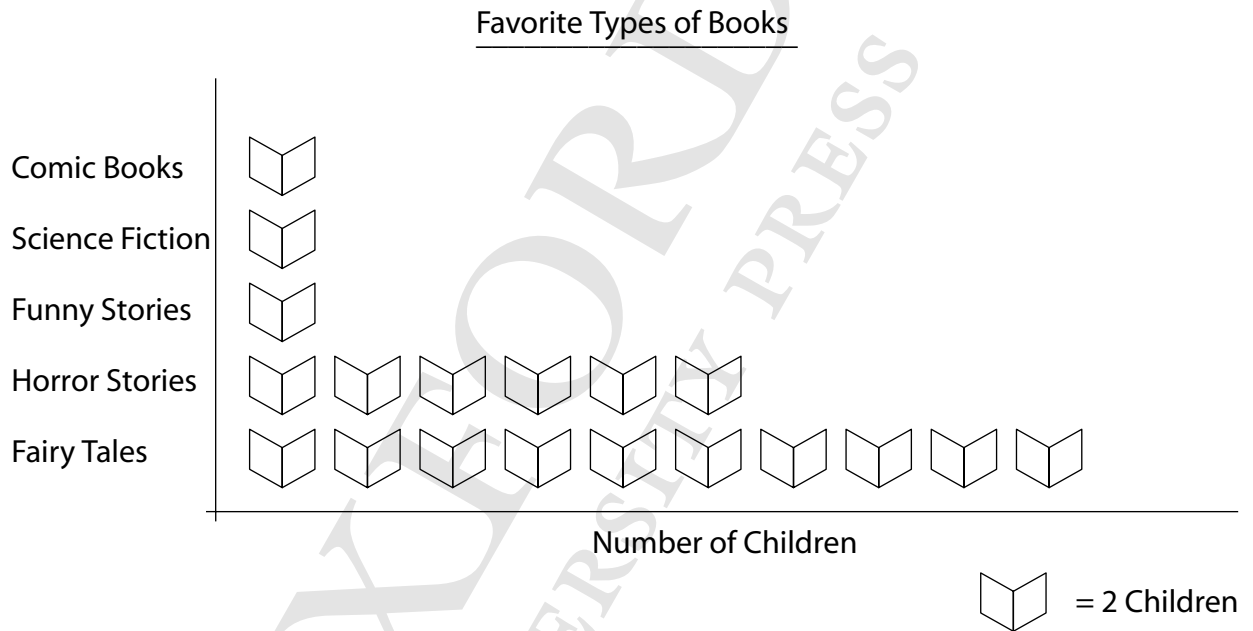 Favorite Types of Books
Comic Books
Science Fiction
Funny Stories
Horror Stories
Fairy Tales
Number of Children
= 2 Children